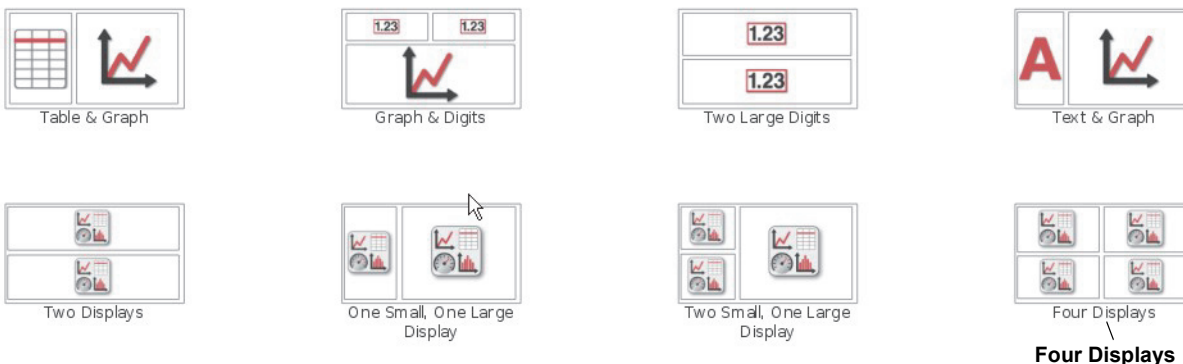 1.23 1.23
1.23
1.23
A
Table & Graph
Graph & Digits
Two Large Digits
Text & Graph
Two Displays
One Small, One Large
Display
Two Small, One Large
Display
Four Displays
Four Displays